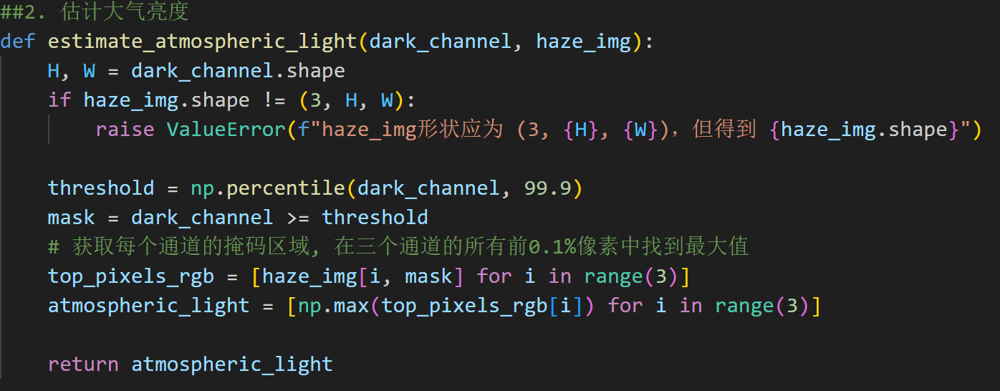 ##2. 估计大气亮度
def estimate_atmospheric_light(dark_channel, haze_img):
    H, W = dark_channel.shape
    if haze_img.shape != (3, H, W):
        raise ValueError(f"haze_img形状应为 (3, {H}, {W})，但得到 {haze_img.shape}")

    threshold = np.percentile(dark_channel, 99.9)
    mask = dark_channel >= threshold
    # 获取每个通道的掩码区域, 在三个通道的所有前0.1%像素中找到最大值
    top_pixels_rgb = [haze_img[i, mask] for i in range(3)]
    atmospheric_light = [np.max(top_pixels_rgb[i]) for i in range(3)]

    return atmospheric_light